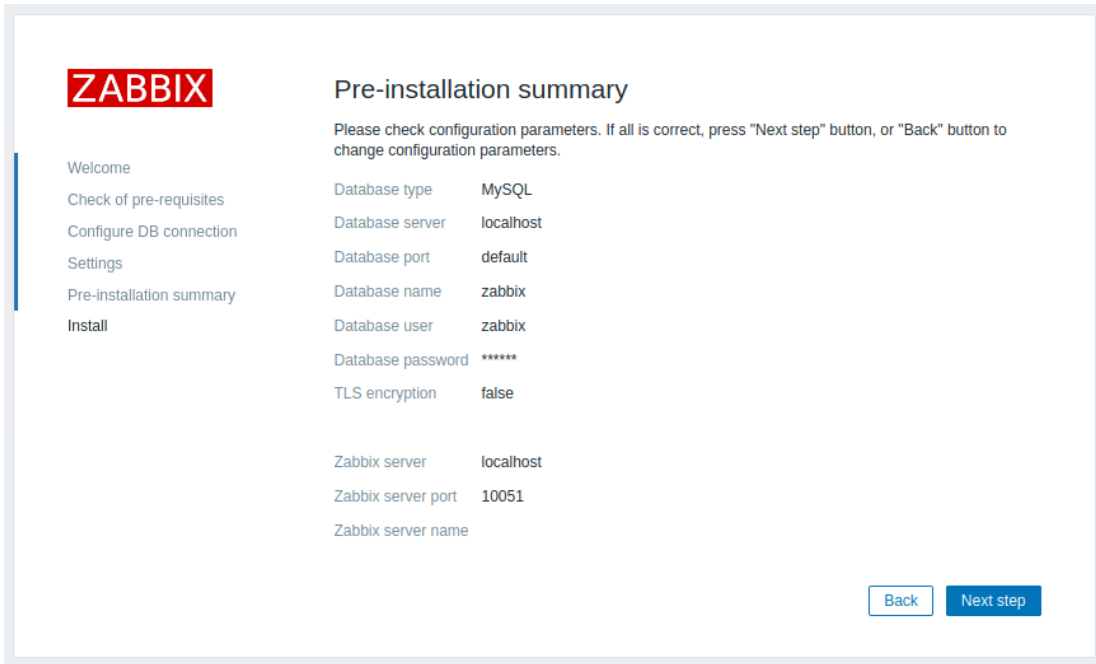 ZABBIX
Welcome
Check of pre-requisites
Configure DB connection
Settings
Pre-installation summary
Install
Pre-installation summary
Please check configuration parameters. If all is correct, press "Next step" button, or "Back" button to
change configuration parameters.
Database type MySQL
Database server localhost
Database port default
Database name zabbix
Database user zabbix
Database password ******
TLS encryption false
Zabbix server localhost
Zabbix server port 10051
Zabbix server name
Back Next step